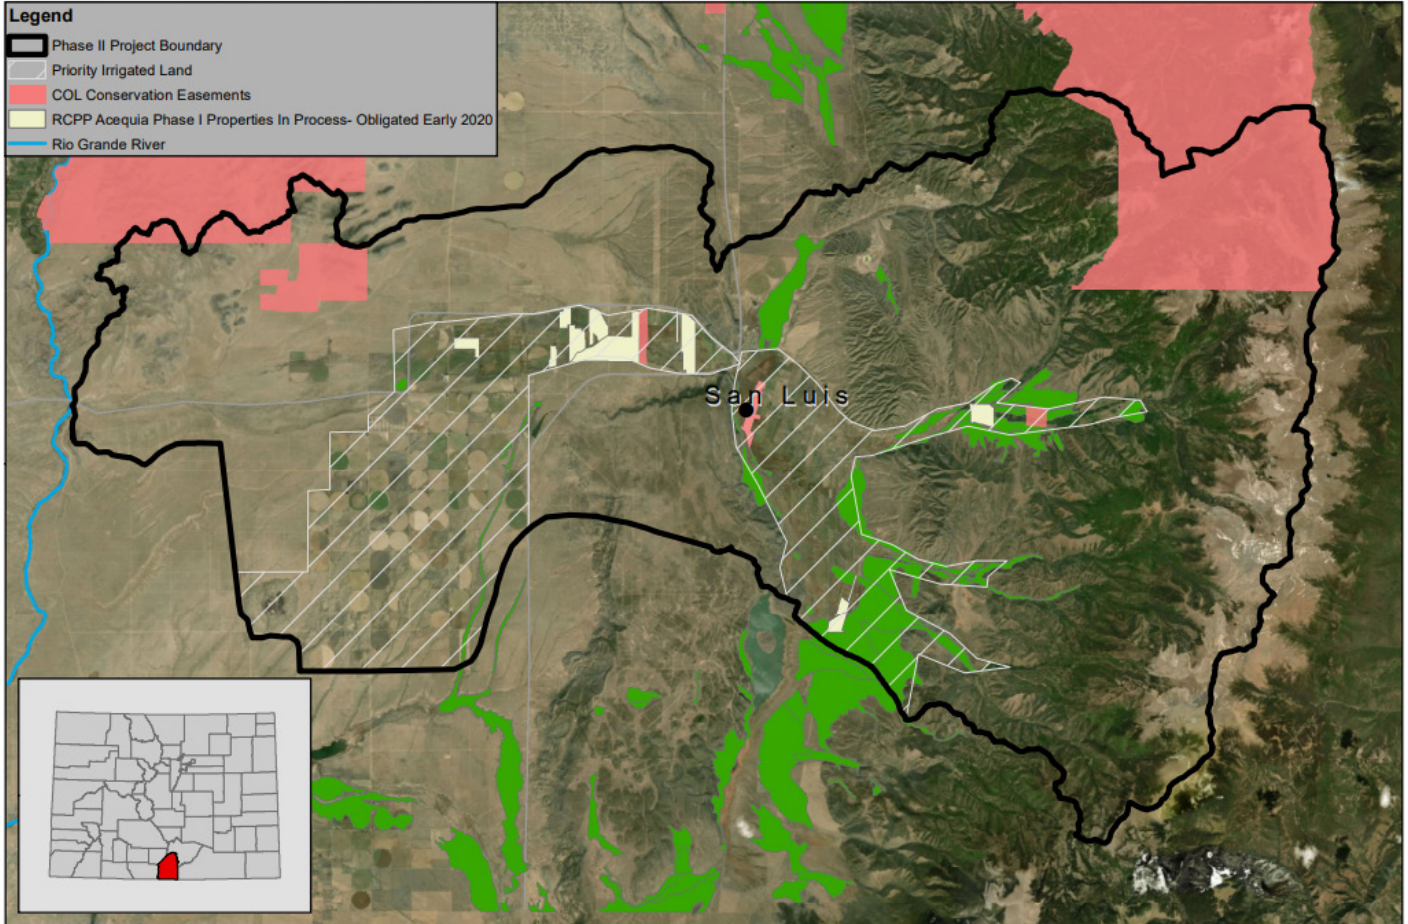 Legend
Phase II Project Boundary
Priority Irrigated Land
COL Conservation Easements
RCPP Acequia Phase I Properties In Process- Obligated Early 2020
Rio Grande River
San Luis